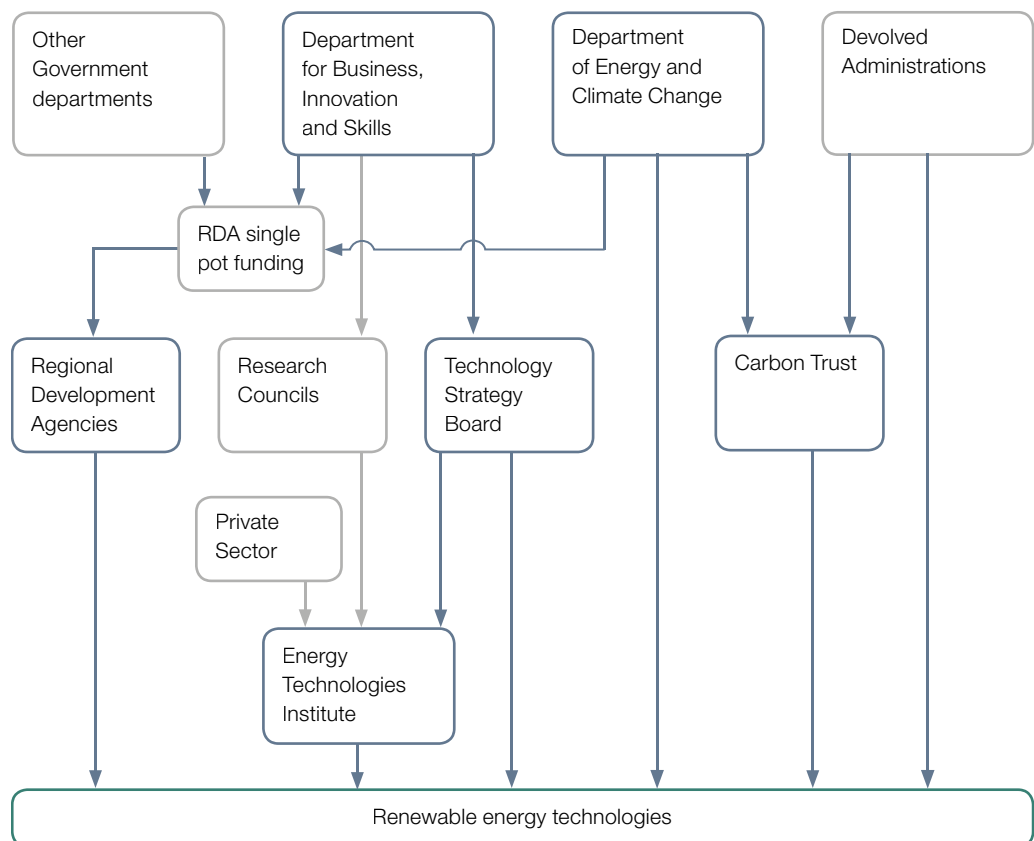 Other
Government
departments
Department
for Business,
Innovation
and Skills
Department
of Energy and
Climate Change
Devolved
Administrations
RDA single
pot funding
Regional
Development
Agencies
Research
Councils
Technology
Strategy
Board
Carbon Trust
Private
Sector
Energy
Technologies
Institute
Renewable energy technologies